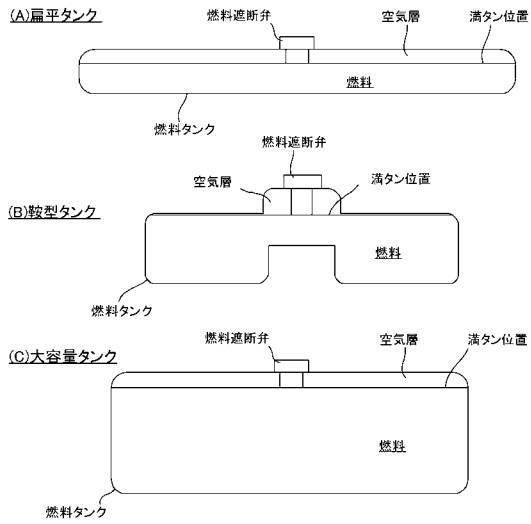 (A)扁平タンク
燃料遮断弁
空気層
満タン位置
燃料
燃料タンク
燃料遮断弁
空気層
満タン位置
(B)鞍型タンク
燃料
燃料タンク
(C)大容量タンク
燃料遮断弁
空気層
満タン位置
燃料
燃料タンク